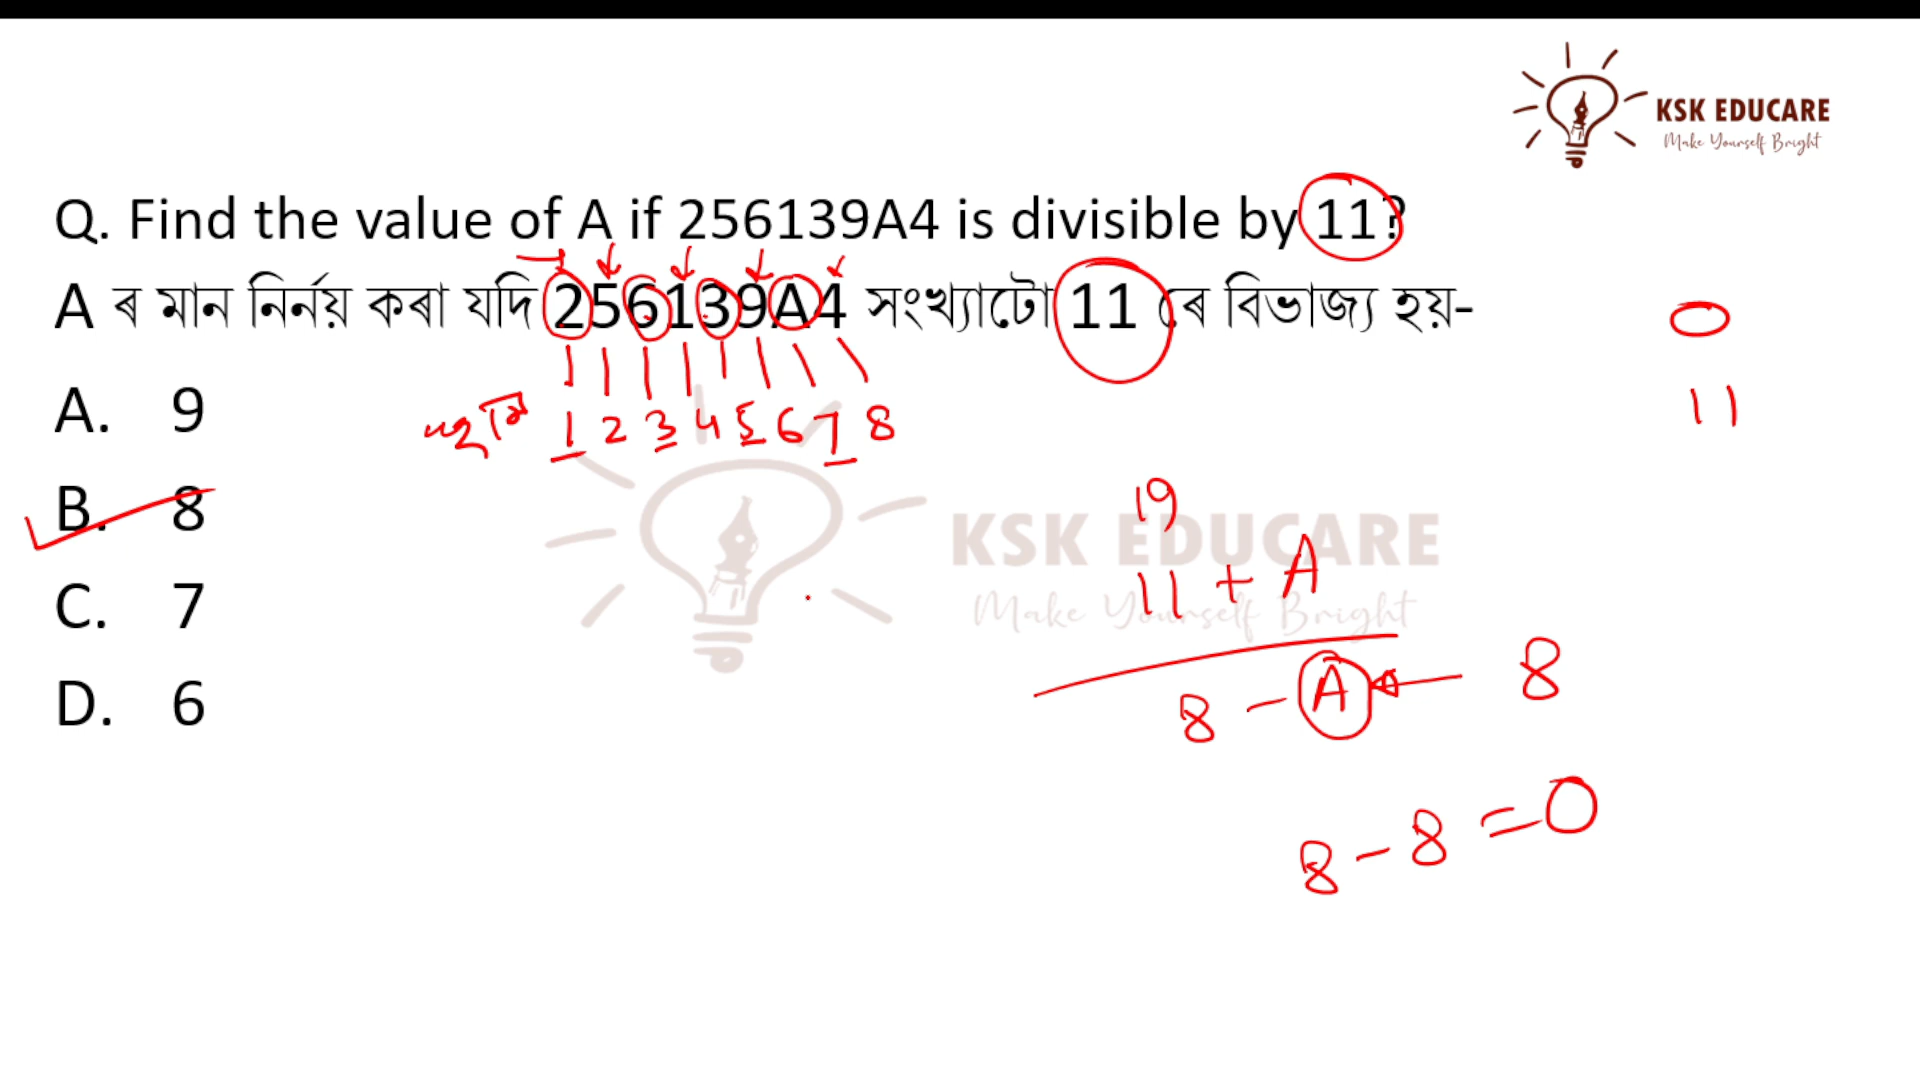 KSK EDUCARE
Make Yourself Bright
Q. Find the value of A if 256139A4 is divisible by 11?
A ৰ মান নিৰ্নয় কৰা যদি 256139A4 সংখ্যাটো 11 ৰে বিভাজ্য হয়-
0
11
A. 9
1 2 3 4 5 6 7 8
B. 8
19
KSK EDUCARE
11 + A
Make Yourself Bright
C. 7
8 - A 8
D. 6
8 - 8 = 0